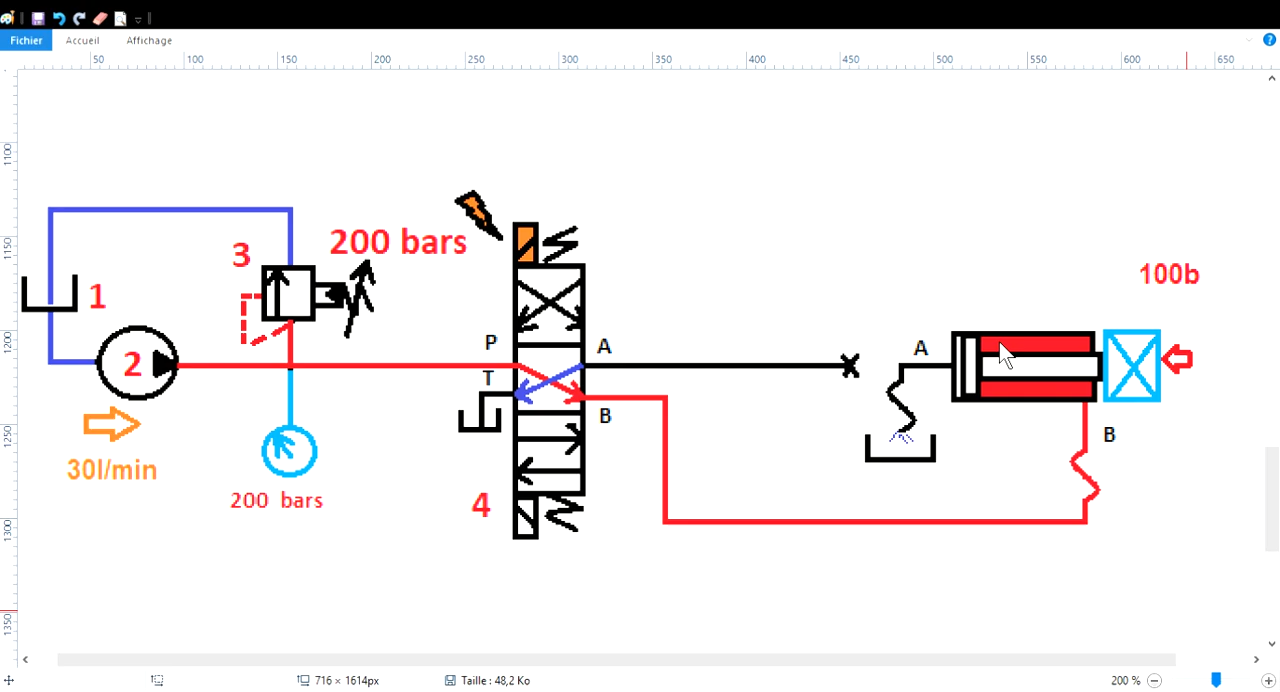 Fichier Accueil Affichage
50 100 150 200 250 300 350 400 450 500 550 600 650
1100
1150
1200
1250
1300
1350
3
200 bars
1
2
30l/min
200 bars
P
T
A
B
4
100b
A
B
716 × 1614px
Taille : 48,2 Ko
200 %